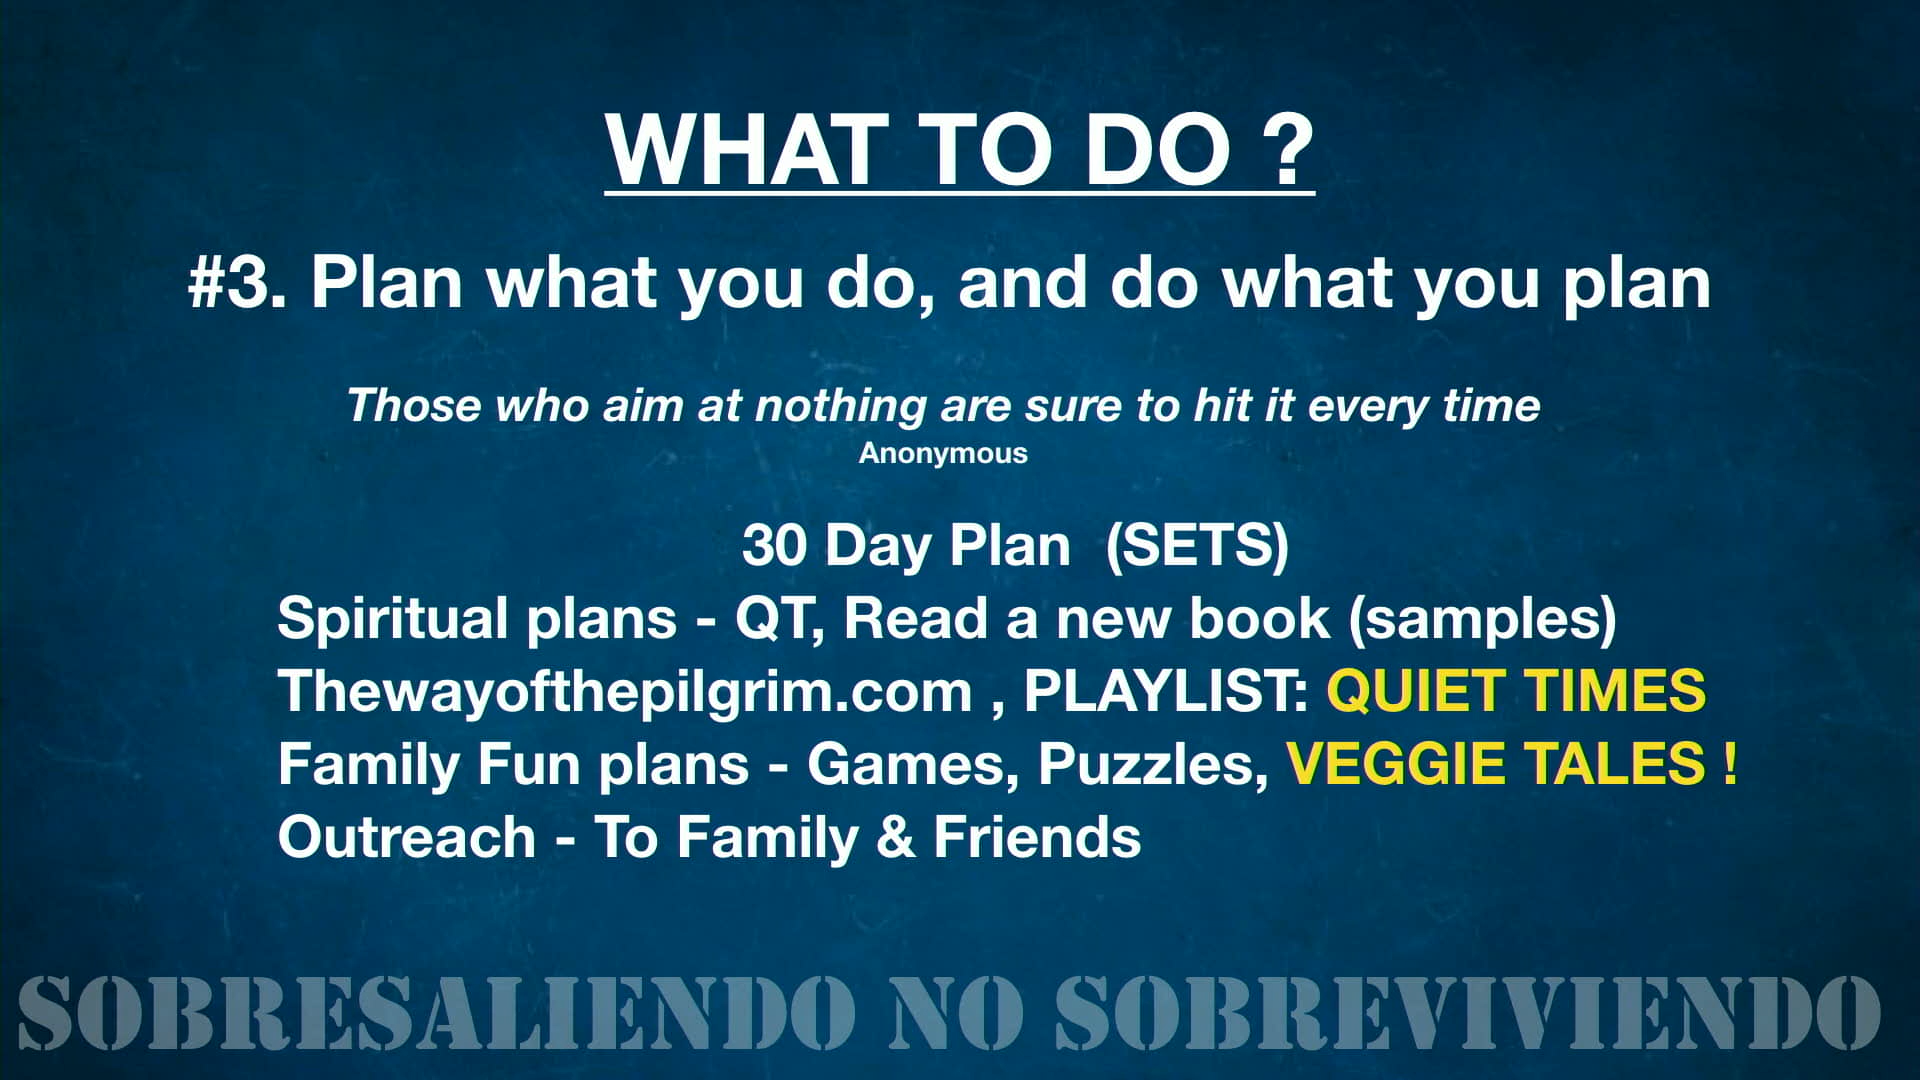 WHAT TO DO ?
#3. Plan what you do, and do what you plan
Those who aim at nothing are sure to hit it every time
Anonymous
30 Day Plan (SETS)
Spiritual plans - QT, Read a new book (samples)
Thewayofthepilgrim.com , PLAYLIST: QUIET TIMES
Family Fun plans - Games, Puzzles, VEGGIE TALES !
Outreach - To Family & Friends
SOBRESALIENDO NO SOBREVIVIENDO